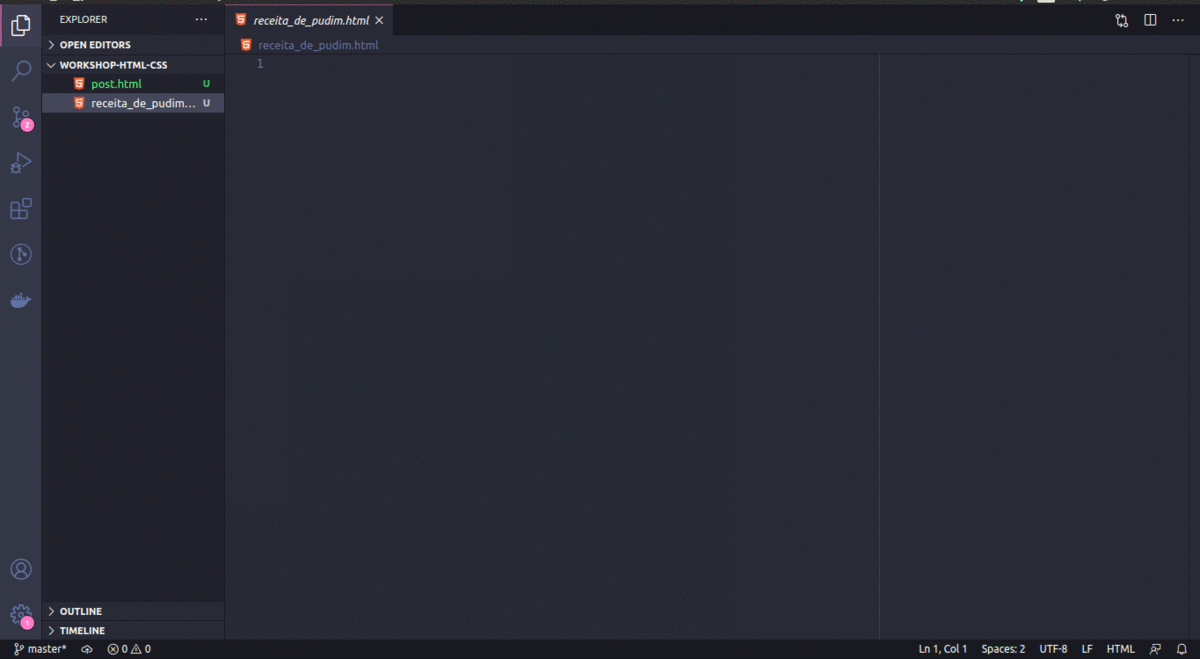 EXPLORER
receita_de_pudim.html
OPEN EDITORS
receita_de_pudim.html
WORKSHOP-HTML-CSS
1
post.html U
receita_de_pudim... U
2
OUTLINE
1
TIMELINE
master* 0 0 Ln 1, Col 1 Spaces: 2 UTF-8 LF HTML